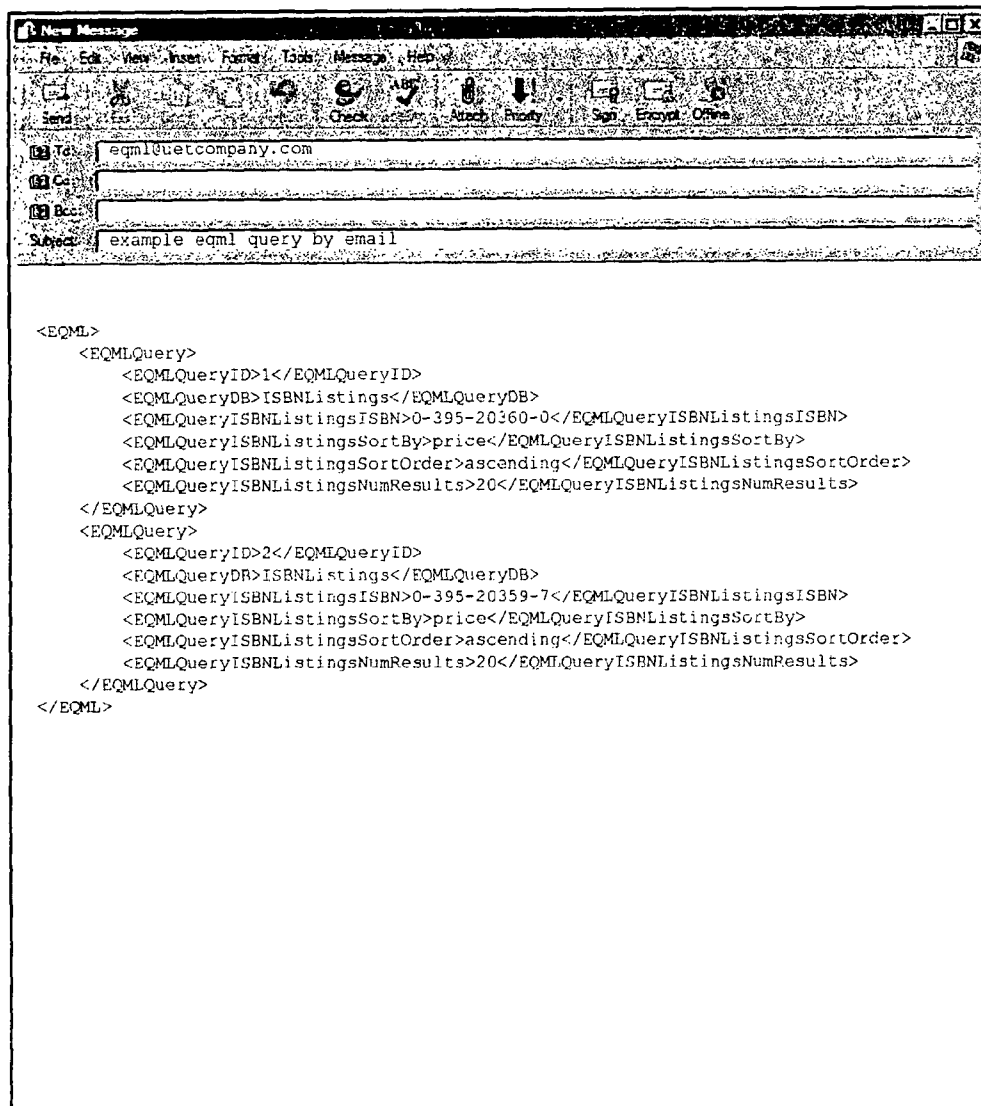 New Message
File Edit View Insert Format Tools Message Help
Send Check Attach Priority Sign Encrypt Offline
To: eqml@uetcompany.com
Cc:
Bcc:
Subject: example eqml query by email
<EQML>
<EQMLQuery>
<EQMLQueryID>1</EQMLQueryID>
<EQMLQueryDB>ISBNListings</EQMLQueryDB>
<EQMLQueryISBNListingsISBN>0-395-20360-0</EQMLQueryISBNListingsISBN>
<EQMLQueryISBNListingsSortBy>price</EQMLQueryISBNListingsSortBy>
<EQMLQueryISBNListingsSortOrder>ascending</EQMLQueryISBNListingsSortOrder>
<EQMLQueryISBNListingsNumResults>20</EQMLQueryISBNListingsNumResults>
</EQMLQuery>
<EQMLQuery>
<EQMLQueryID>2</EQMLQueryID>
<EQMLQueryDB>ISBNListings</EQMLQueryDB>
<EQMLQueryISBNListingsISBN>0-395-20359-7</EQMLQueryISBNListingsISBN>
<EQMLQueryISBNListingsSortBy>price</EQMLQueryISBNListingsSortBy>
<EQMLQueryISBNListingsSortOrder>ascending</EQMLQueryISBNListingsSortOrder>
<EQMLQueryISBNListingsNumResults>20</EQMLQueryISBNListingsNumResults>
</EQMLQuery>
</EQML>